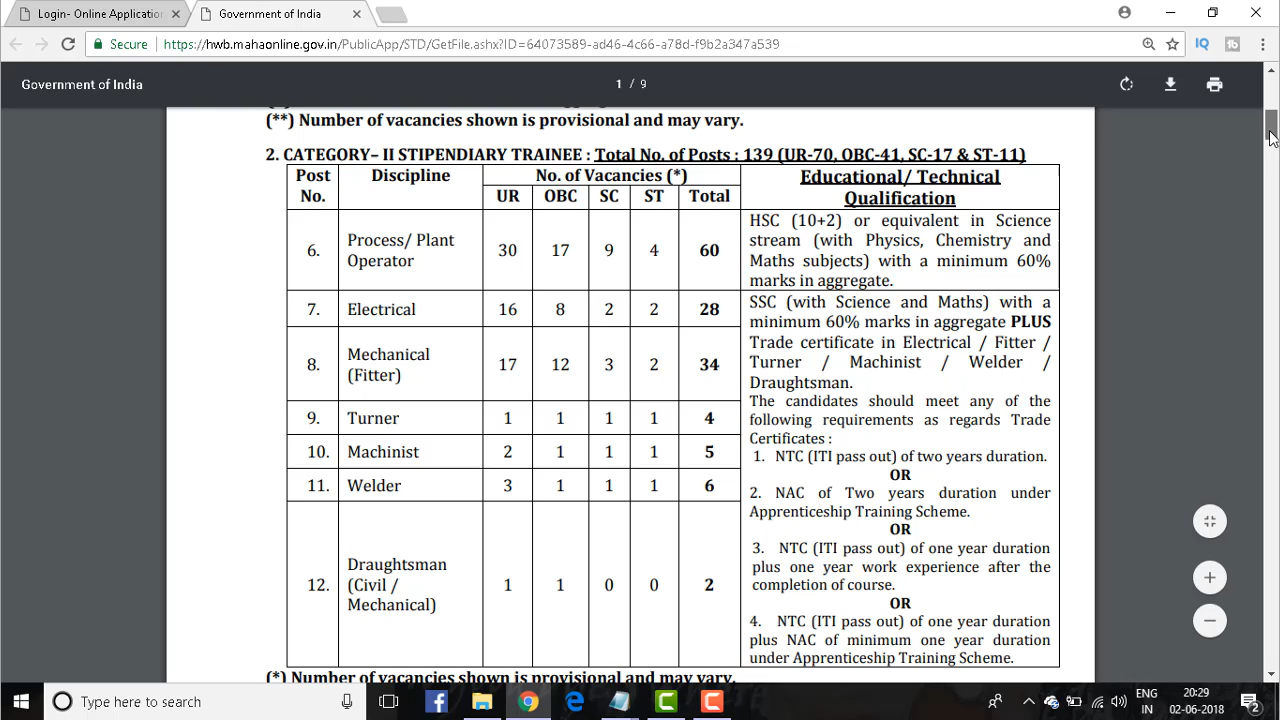 Login- Online Application
Government of India
Secure
https://hwb.mahaonline.gov.in/PublicApp/STD/GetFile.ashx?ID=64073589-ad46-4c66-a78d-f9b2a347a539
Government of India
1 / 9
(**) Number of vacancies shown is provisional and may vary.
2. CATEGORY– II STIPENDIARY TRAINEE : Total No. of Posts : 139 (UR-70, OBC-41, SC-17 & ST-11)
Post No.
Discipline
No. of Vacancies (*)
Educational/ Technical
Qualification
UR OBC SC ST Total
6. Process/ Plant Operator 30 17 9 4 60
HSC (10+2) or equivalent in Science
stream (with Physics, Chemistry and
Maths subjects) with a minimum 60%
marks in aggregate.
7. Electrical 16 8 2 2 28
8. Mechanical (Fitter) 17 12 3 2 34
9. Turner 1 1 1 1 4
10. Machinist 2 1 1 1 5
11. Welder 3 1 1 1 6
12. Draughtsman (Civil / Mechanical) 1 1 0 0 2
SSC (with Science and Maths) with a
minimum 60% marks in aggregate PLUS
Trade certificate in Electrical / Fitter /
Turner / Machinist / Welder /
Draughtsman.
The candidates should meet any of the
following requirements as regards Trade
Certificates :
1. NTC (ITI pass out) of two years duration.
OR
2. NAC of Two years duration under
Apprenticeship Training Scheme.
OR
3. NTC (ITI pass out) of one year duration
plus one year work experience after the
completion of course.
OR
4. NTC (ITI pass out) of one year duration
plus NAC of minimum one year duration
under Apprenticeship Training Scheme.
(*) Number of vacancies shown is provisional and may vary.
Type here to search
ENG
IN
20:29
02-06-2018
2